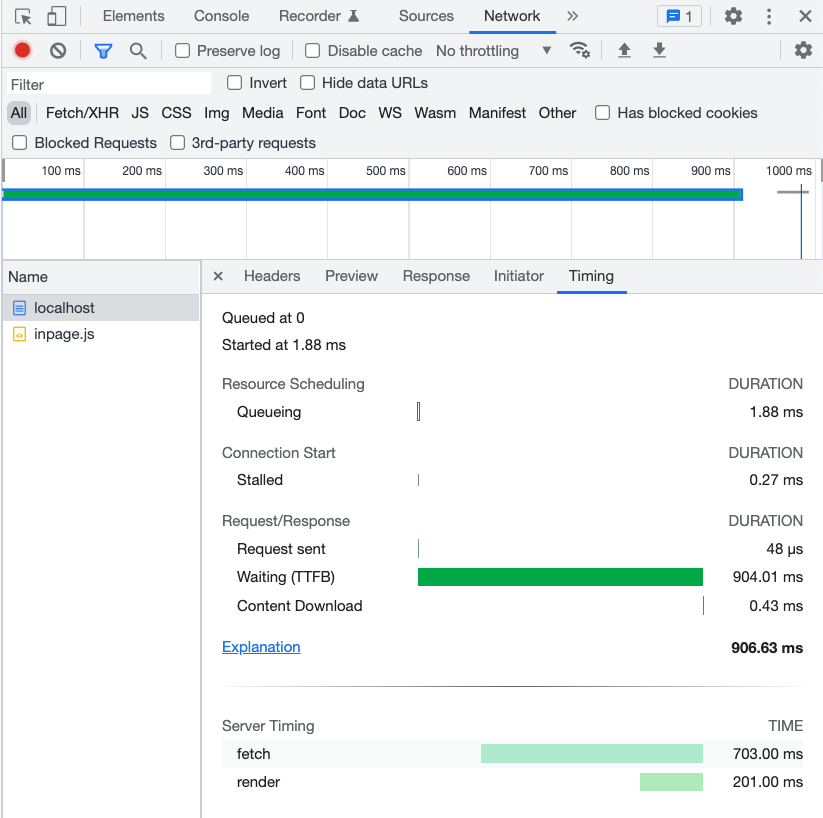 Elements Console Recorder Sources Network 1
Preserve log Disable cache No throttling
Filter Invert Hide data URLs
All Fetch/XHR JS CSS Img Media Font Doc WS Wasm Manifest Other Has blocked cookies
Blocked Requests 3rd-party requests
100 ms 200 ms 300 ms 400 ms 500 ms 600 ms 700 ms 800 ms 900 ms 1000 ms
Name Headers Preview Response Initiator Timing
localhost
inpage.js
Queued at 0
Started at 1.88 ms
Resource Scheduling DURATION
Queueing 1.88 ms
Connection Start DURATION
Stalled 0.27 ms
Request/Response DURATION
Request sent 48 μs
Waiting (TTFB) 904.01 ms
Content Download 0.43 ms
Explanation 906.63 ms
Server Timing TIME
fetch 703.00 ms
render 201.00 ms